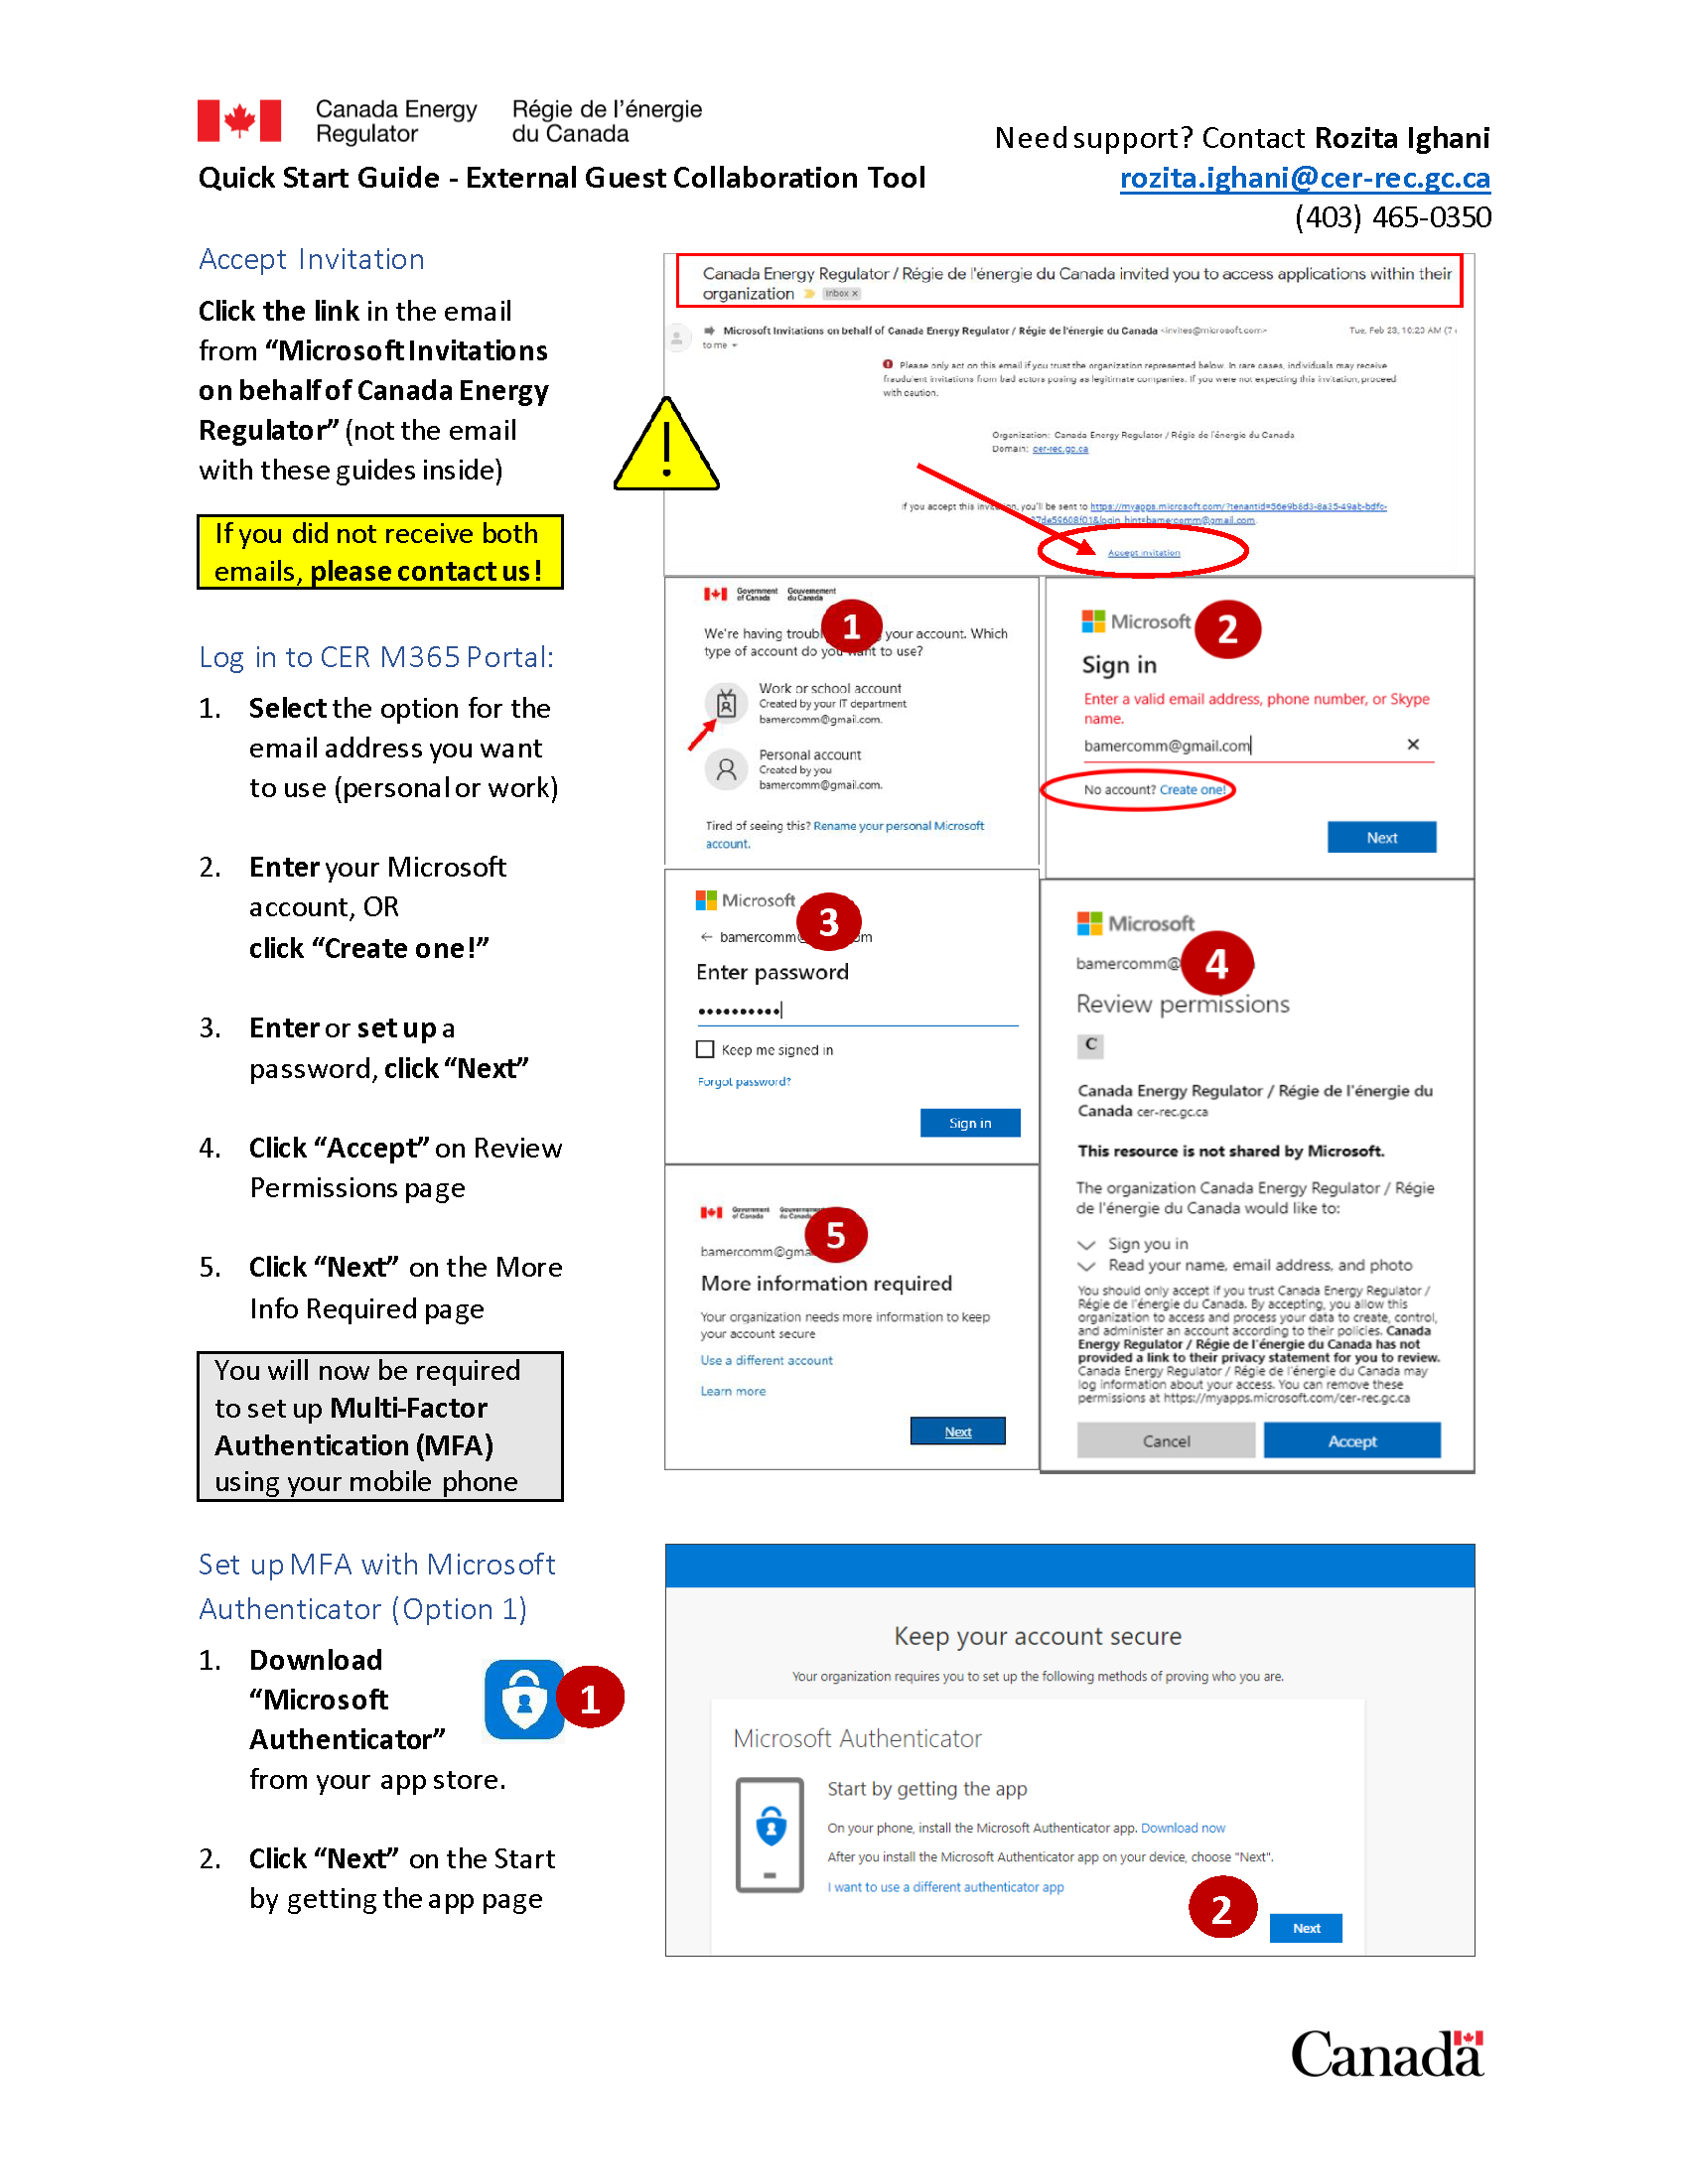 Canada Energy Regulator
Régie de l'énergie du Canada
Quick Start Guide - External Guest Collaboration Tool
Need support? Contact Rozita Ighani
rozita.ighani@cer-rec.gc.ca
(403) 465-0350
Accept Invitation
Click the link in the email
from “Microsoft Invitations
on behalf of Canada Energy
Regulator” (not the email
with these guides inside)
If you did not receive both
emails, please contact us!
Canada Energy Regulator / Régie de l'énergie du Canada invited you to access applications within their
organization Inbox x
Microsoft Invitations on behalf of Canada Energy Regulator / Régie de l'énergie du Canada <invites@microsoft.com>
Tue, Feb 23, 10:20 AM (7
to me
Please only act on this email if you trust the organization represented below. In rare cases, individuals may receive
fraudulent invitations from bad actors posing as legitimate companies. If you were not expecting this invitation, proceed
with caution.
Organization: Canada Energy Regulator / Régie de l'énergie du Canada
Domain: cer-rec.gc.ca
If you accept this invitation, you'll be sent to https://myapps.microsoft.com/?tenantid=56e9b8d3-8a35-49ab-bdfc-
27de59608f01&login_hint=bamercomm@gmail.com.
Accept invitation
Log in to CER M365 Portal:
1. Select the option for the
email address you want
to use (personal or work)
2. Enter your Microsoft
account, OR
click “Create one!”
3. Enter or set up a
password, click “Next”
4. Click “Accept” on Review
Permissions page
5. Click “Next” on the More
Info Required page
You will now be required
to set up Multi-Factor
Authentication (MFA)
using your mobile phone
Government of Canada
Gouvernement du Canada
1
We're having troubl your account. Which
type of account do you want to use?
Work or school account
Created by your IT department
bamercomm@gmail.com.
Personal account
Created by you
bamercomm@gmail.com.
Tired of seeing this? Rename your personal Microsoft
account.
Microsoft
2
Sign in
Enter a valid email address, phone number, or Skype
name.
bamercomm@gmail.com
No account? Create one!
Next
Microsoft
3
bamercomm@ om
Enter password
Keep me signed in
Forgot password?
Sign in
Microsoft
bamercomm@
4
Review permissions
C
Canada Energy Regulator / Régie de l'énergie du
Canada cer-rec.gc.ca
This resource is not shared by Microsoft.
The organization Canada Energy Regulator / Régie
de l'énergie du Canada would like to:
Sign you in
Read your name, email address, and photo
You should only accept if you trust Canada Energy Regulator /
Régie de l'énergie du Canada. By accepting, you allow this
organization to access and process your data to create, control,
and administer an account according to their policies. Canada
Energy Regulator / Régie de l'énergie du Canada has not
provided a link to their privacy statement for you to review.
Canada Energy Regulator / Régie de l'énergie du Canada may
log information about your access. You can remove these
permissions at https://myapps.microsoft.com/cer-rec.gc.ca
Cancel
Accept
Government of Canada
Gouvernement du Canada
5
bamercomm@gma
More information required
Your organization needs more information to keep
your account secure
Use a different account
Learn more
Next
Set up MFA with Microsoft
Authenticator (Option 1)
1. Download
“Microsoft
Authenticator”
from your app store.
1
2. Click “Next” on the Start
by getting the app page
Keep your account secure
Your organization requires you to set up the following methods of proving who you are.
Microsoft Authenticator
Start by getting the app
On your phone, install the Microsoft Authenticator app. Download now
After you install the Microsoft Authenticator app on your device, choose "Next".
I want to use a different authenticator app
2
Next
Canada